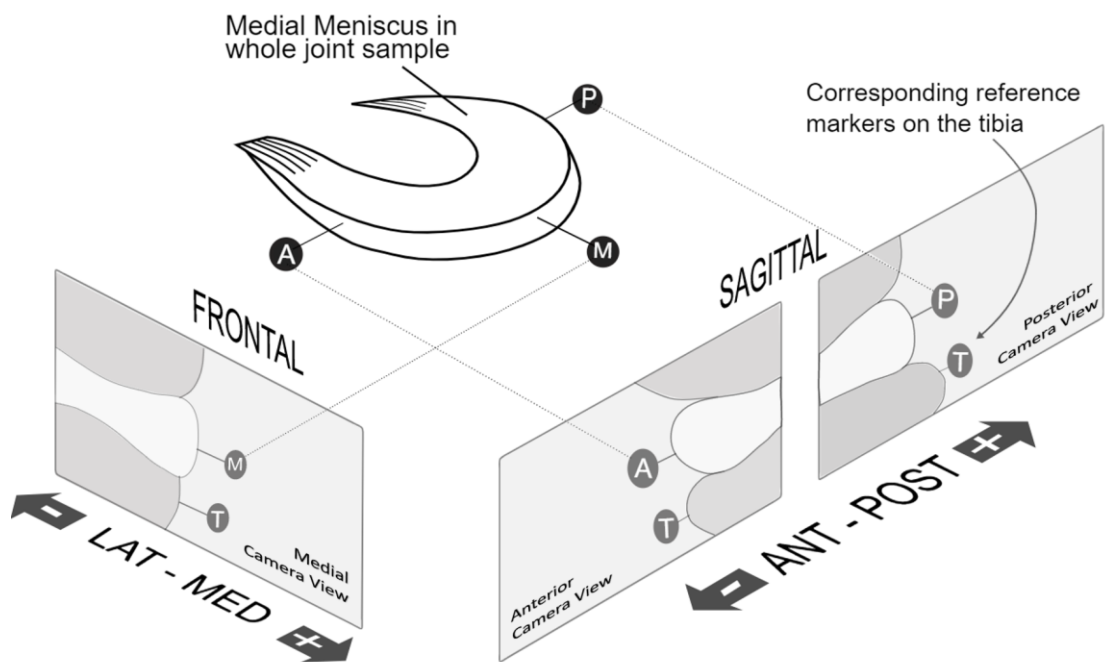 Medial Meniscus in
whole joint sample
P
A
M
Corresponding reference
markers on the tibia
FRONTAL
SAGITTAL
M
T
Medial
Camera View
- LAT - MED +
A
T
Anterior
Camera View
P
T
Posterior
Camera View
- ANT - POST +